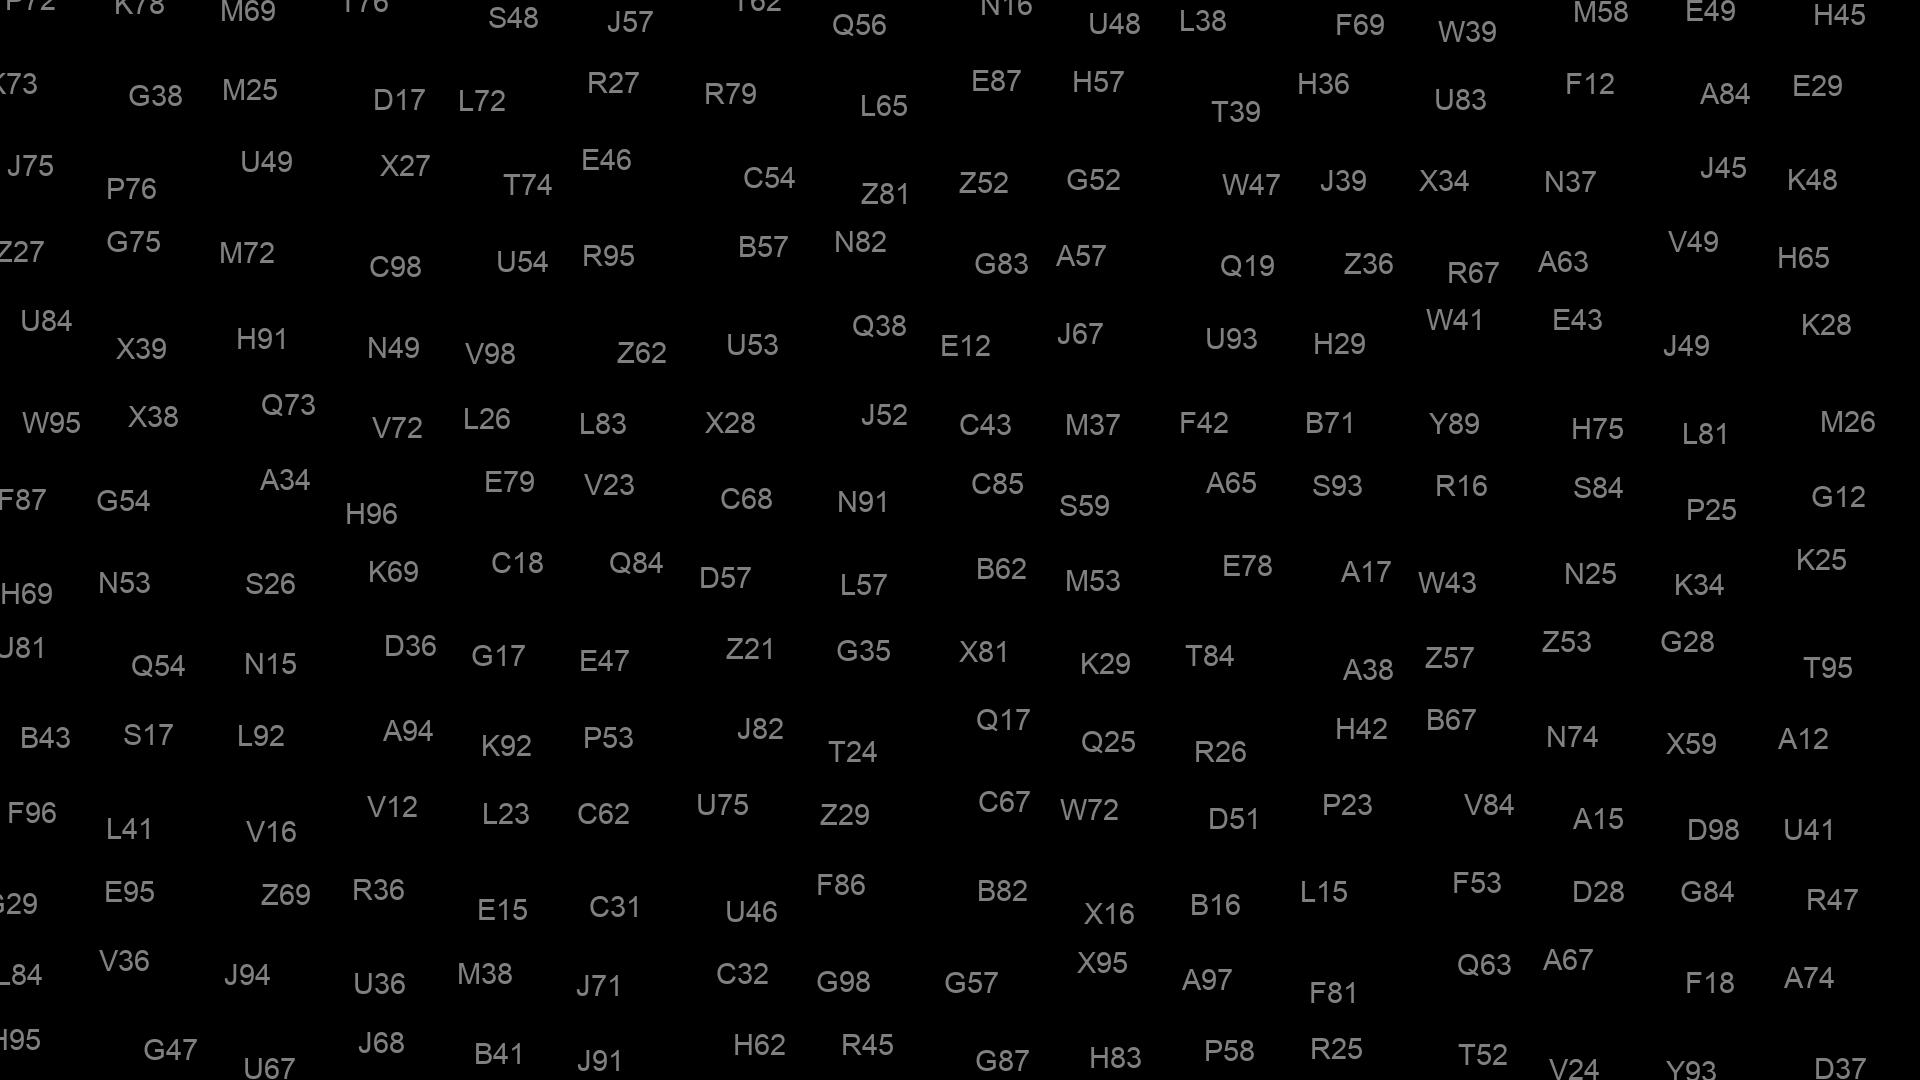 P72 K78 M69 T76 S48 J57 T62 Q56 N16 U48 L38 F69 W39 M58 E49 H45
K73 G38 M25 D17 L72 R27 R79 L65 E87 H57 T39 H36 U83 F12 A84 E29
J75 P76 U49 X27 T74 E46 C54 Z81 Z52 G52 W47 J39 X34 N37 J45 K48
Z27 G75 M72 C98 U54 R95 B57 N82 G83 A57 Q19 Z36 R67 A63 V49 H65
U84 X39 H91 N49 V98 Z62 U53 Q38 E12 J67 U93 H29 W41 E43 J49 K28
W95 X38 Q73 V72 L26 L83 X28 J52 C43 M37 F42 B71 Y89 H75 L81 M26
F87 G54 A34 H96 E79 V23 C68 N91 C85 S59 A65 S93 R16 S84 P25 G12
H69 N53 S26 K69 C18 Q84 D57 L57 B62 M53 E78 A17 W43 N25 K34 K25
U81 Q54 N15 D36 G17 E47 Z21 G35 X81 K29 T84 A38 Z57 Z53 G28 T95
B43 S17 L92 A94 K92 P53 J82 T24 Q17 Q25 R26 H42 B67 N74 X59 A12
F96 L41 V16 V12 L23 C62 U75 Z29 C67 W72 D51 P23 V84 A15 D98 U41
G29 E95 Z69 R36 E15 C31 U46 F86 B82 X16 B16 L15 F53 D28 G84 R47
L84 V36 J94 U36 M38 J71 C32 G98 G57 X95 A97 F81 Q63 A67 F18 A74
H95 G47 U67 J68 B41 J91 H62 R45 G87 H83 P58 R25 T52 V24 Y93 D37